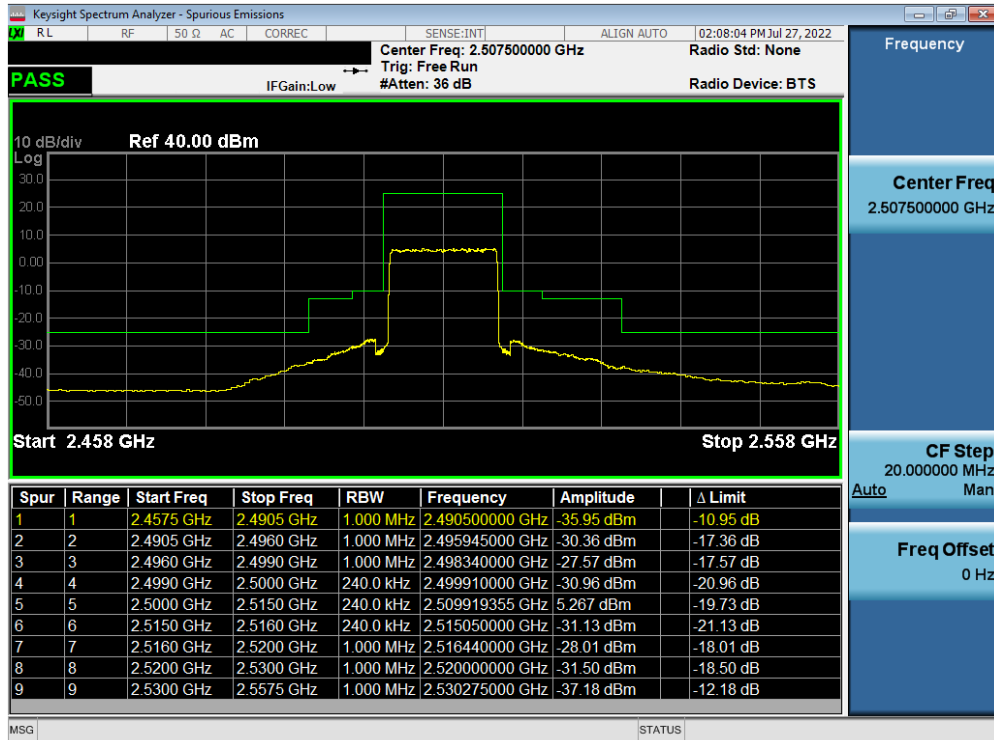 Keysight Spectrum Analyzer - Spurious Emissions
LXI RL RF 50 Ω AC CORREC SENSE:INT ALIGN AUTO 02:08:04 PM Jul 27, 2022
Center Freq: 2.507500000 GHz Radio Std: None
Trig: Free Run
PASS IFGain:Low #Atten: 36 dB Radio Device: BTS
10 dB/div Ref 40.00 dBm
Log
30.0
20.0
10.0
0.00
-10.0
-20.0
-30.0
-40.0
-50.0
Start 2.458 GHz Stop 2.558 GHz
Spur Range Start Freq Stop Freq RBW Frequency Amplitude Δ Limit
1 1 2.4575 GHz 2.4905 GHz 1.000 MHz 2.490500000 GHz -35.95 dBm -10.95 dB
2 2 2.4905 GHz 2.4960 GHz 1.000 MHz 2.495945000 GHz -30.36 dBm -17.36 dB
3 3 2.4960 GHz 2.4990 GHz 1.000 MHz 2.498340000 GHz -27.57 dBm -17.57 dB
4 4 2.4990 GHz 2.5000 GHz 240.0 kHz 2.499910000 GHz -30.96 dBm -20.96 dB
5 5 2.5000 GHz 2.5150 GHz 240.0 kHz 2.509919355 GHz 5.267 dBm -19.73 dB
6 6 2.5150 GHz 2.5160 GHz 240.0 kHz 2.515050000 GHz -31.13 dBm -21.13 dB
7 7 2.5160 GHz 2.5200 GHz 1.000 MHz 2.516440000 GHz -28.01 dBm -18.01 dB
8 8 2.5200 GHz 2.5300 GHz 1.000 MHz 2.520000000 GHz -31.50 dBm -18.50 dB
9 9 2.5300 GHz 2.5575 GHz 1.000 MHz 2.530275000 GHz -37.18 dBm -12.18 dB
MSG STATUS
Frequency
Center Freq
2.507500000 GHz
CF Step
20.000000 MHz
Auto Man
Freq Offset
0 Hz